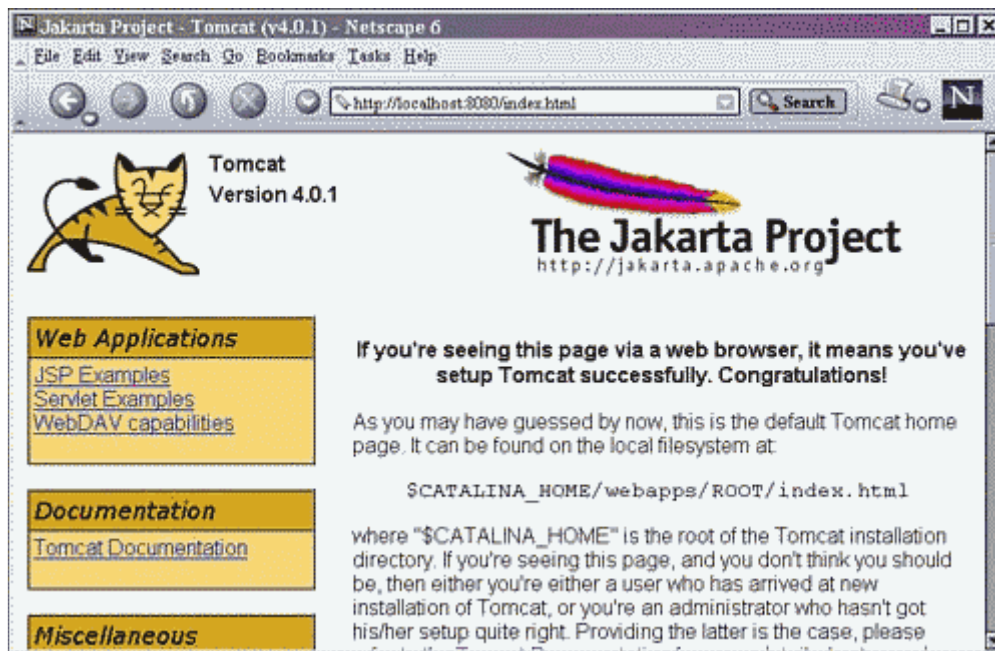 Jakarta Project - Tomcat (v4.0.1) - Netscape 6
File Edit View Search Go Bookmarks Tasks Help
http://localhost:8080/index.html
Search
N
Tomcat
Version 4.0.1
The Jakarta Project
http://jakarta.apache.org
Web Applications
JSP Examples
Servlet Examples
WebDAV capabilities
Documentation
Tomcat Documentation
Miscellaneous
If you're seeing this page via a web browser, it means you've
setup Tomcat successfully. Congratulations!
As you may have guessed by now, this is the default Tomcat home
page. It can be found on the local filesystem at:
$CATALINA_HOME/webapps/ROOT/index.html
where "$CATALINA_HOME" is the root of the Tomcat installation
directory. If you're seeing this page, and you don't think you should
be, then either you're either a user who has arrived at new
installation of Tomcat, or you're an administrator who hasn't got
his/her setup quite right. Providing the latter is the case, please